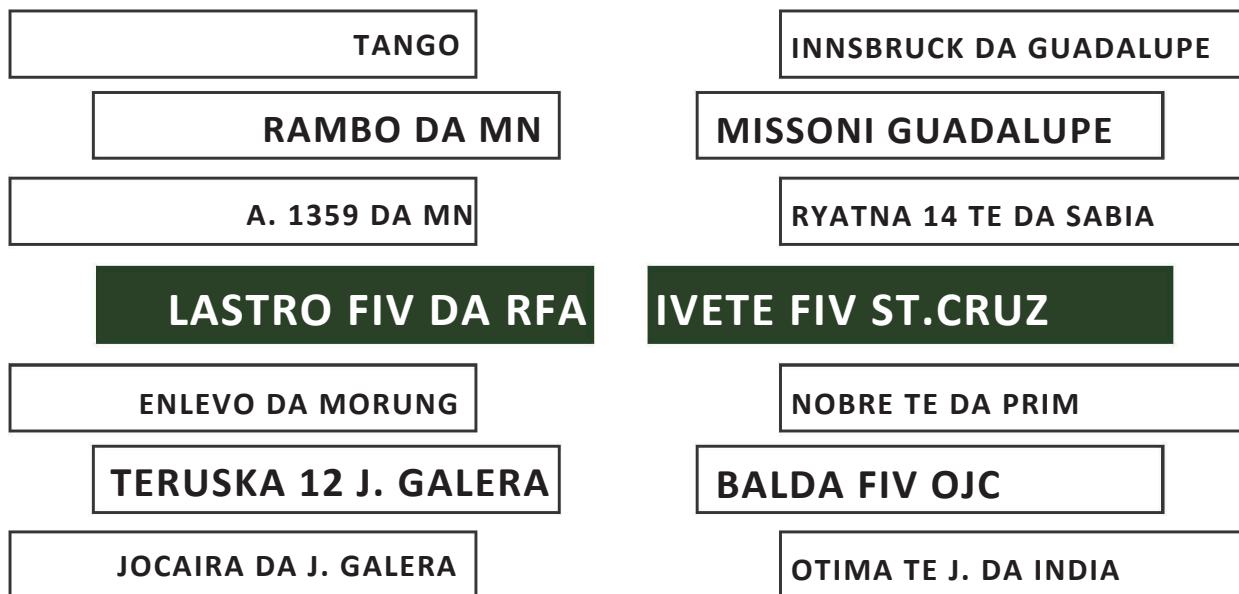 TANGO
INNSBRUCK DA GUADALUPE
RAMBO DA MN
MISSONI GUADALUPE
A. 1359 DA MN
RYATNA 14 TE DA SABIA
LASTRO FIV DA RFA
IVETE FIV ST.CRUZ
ENLEVO DA MORUNG
NOBRE TE DA PRIM
TERUSKA 12 J. GALERA
BALDA FIV OJC
JOCAIRA DA J. GALERA
OTIMA TE J. DA INDIA